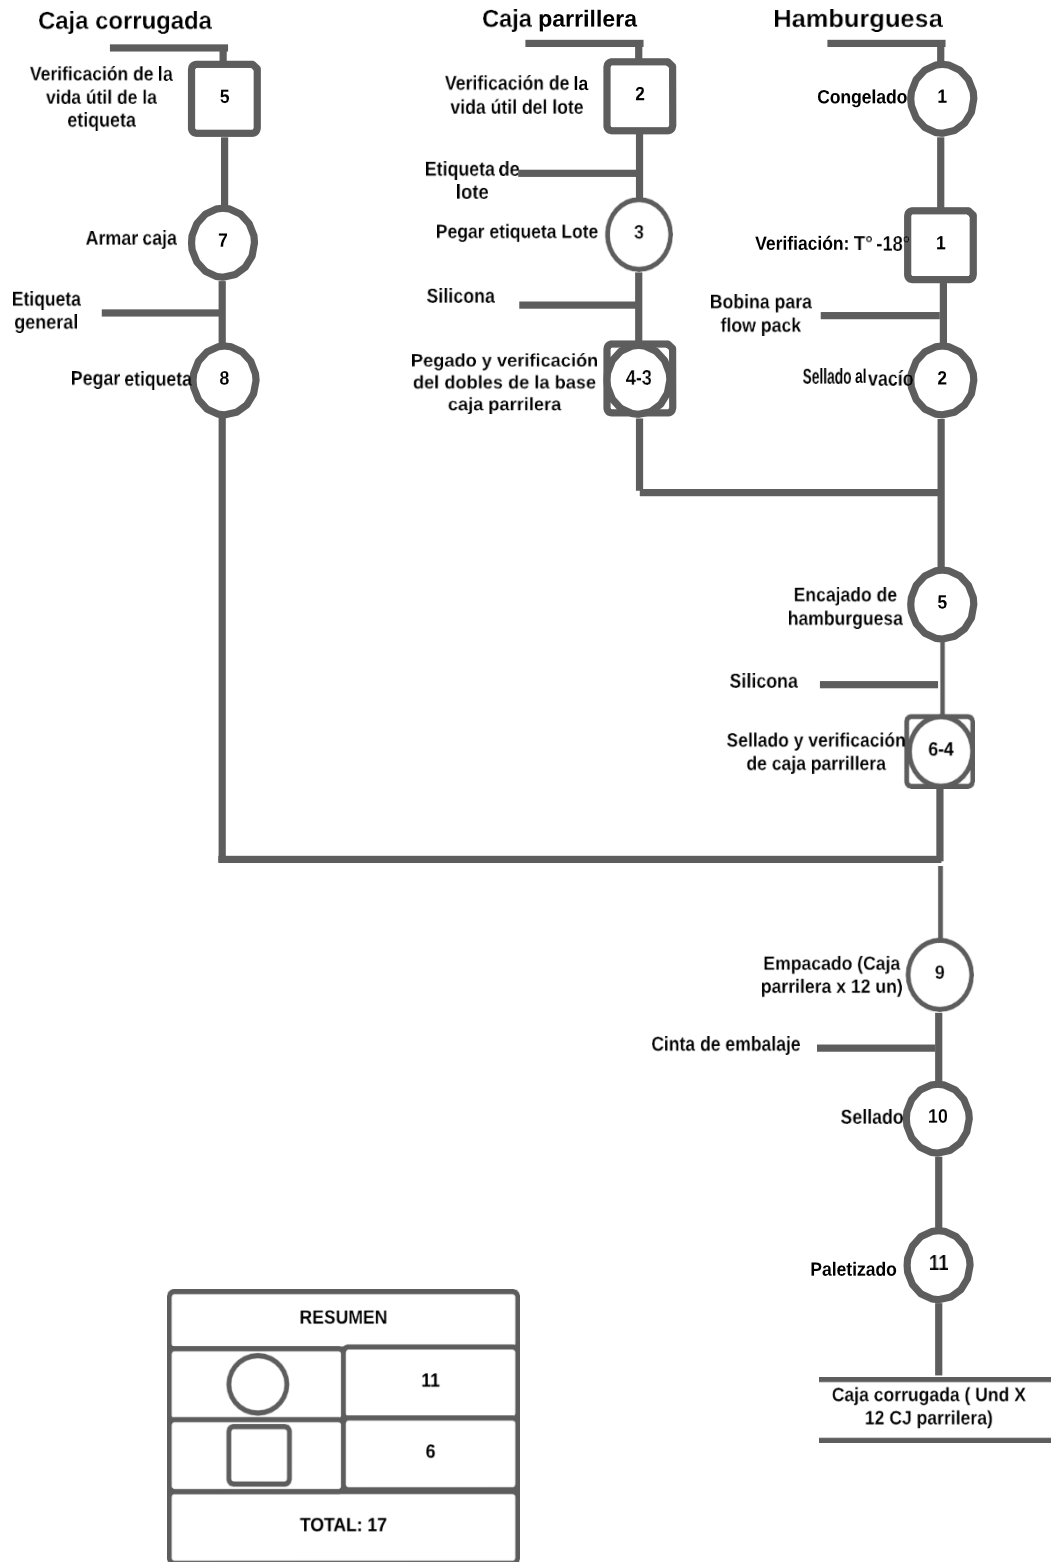 Caja corrugada
Verificación de la
vida útil de la
etiqueta
5
Armar caja
7
Etiqueta
general
Pegar etiqueta
8
Caja parrillera
Verificación de la
vida útil del lote
2
Etiqueta de
lote
Pegar etiqueta Lote
3
Silicona
Pegado y verificación
del dobles de la base
caja parrilera
4-3
Hamburguesa
Congelado
1
Verifiación: T° -18°
1
Bobina para
flow pack
Sellado al vacío
2
Encajado de
hamburguesa
5
Silicona
Sellado y verificación
de caja parrillera
6-4
Empacado (Caja
parrilera x 12 un)
9
Cinta de embalaje
Sellado
10
Paletizado
11
Caja corrugada ( Und X
12 CJ parrilera)
RESUMEN
11
6
TOTAL: 17